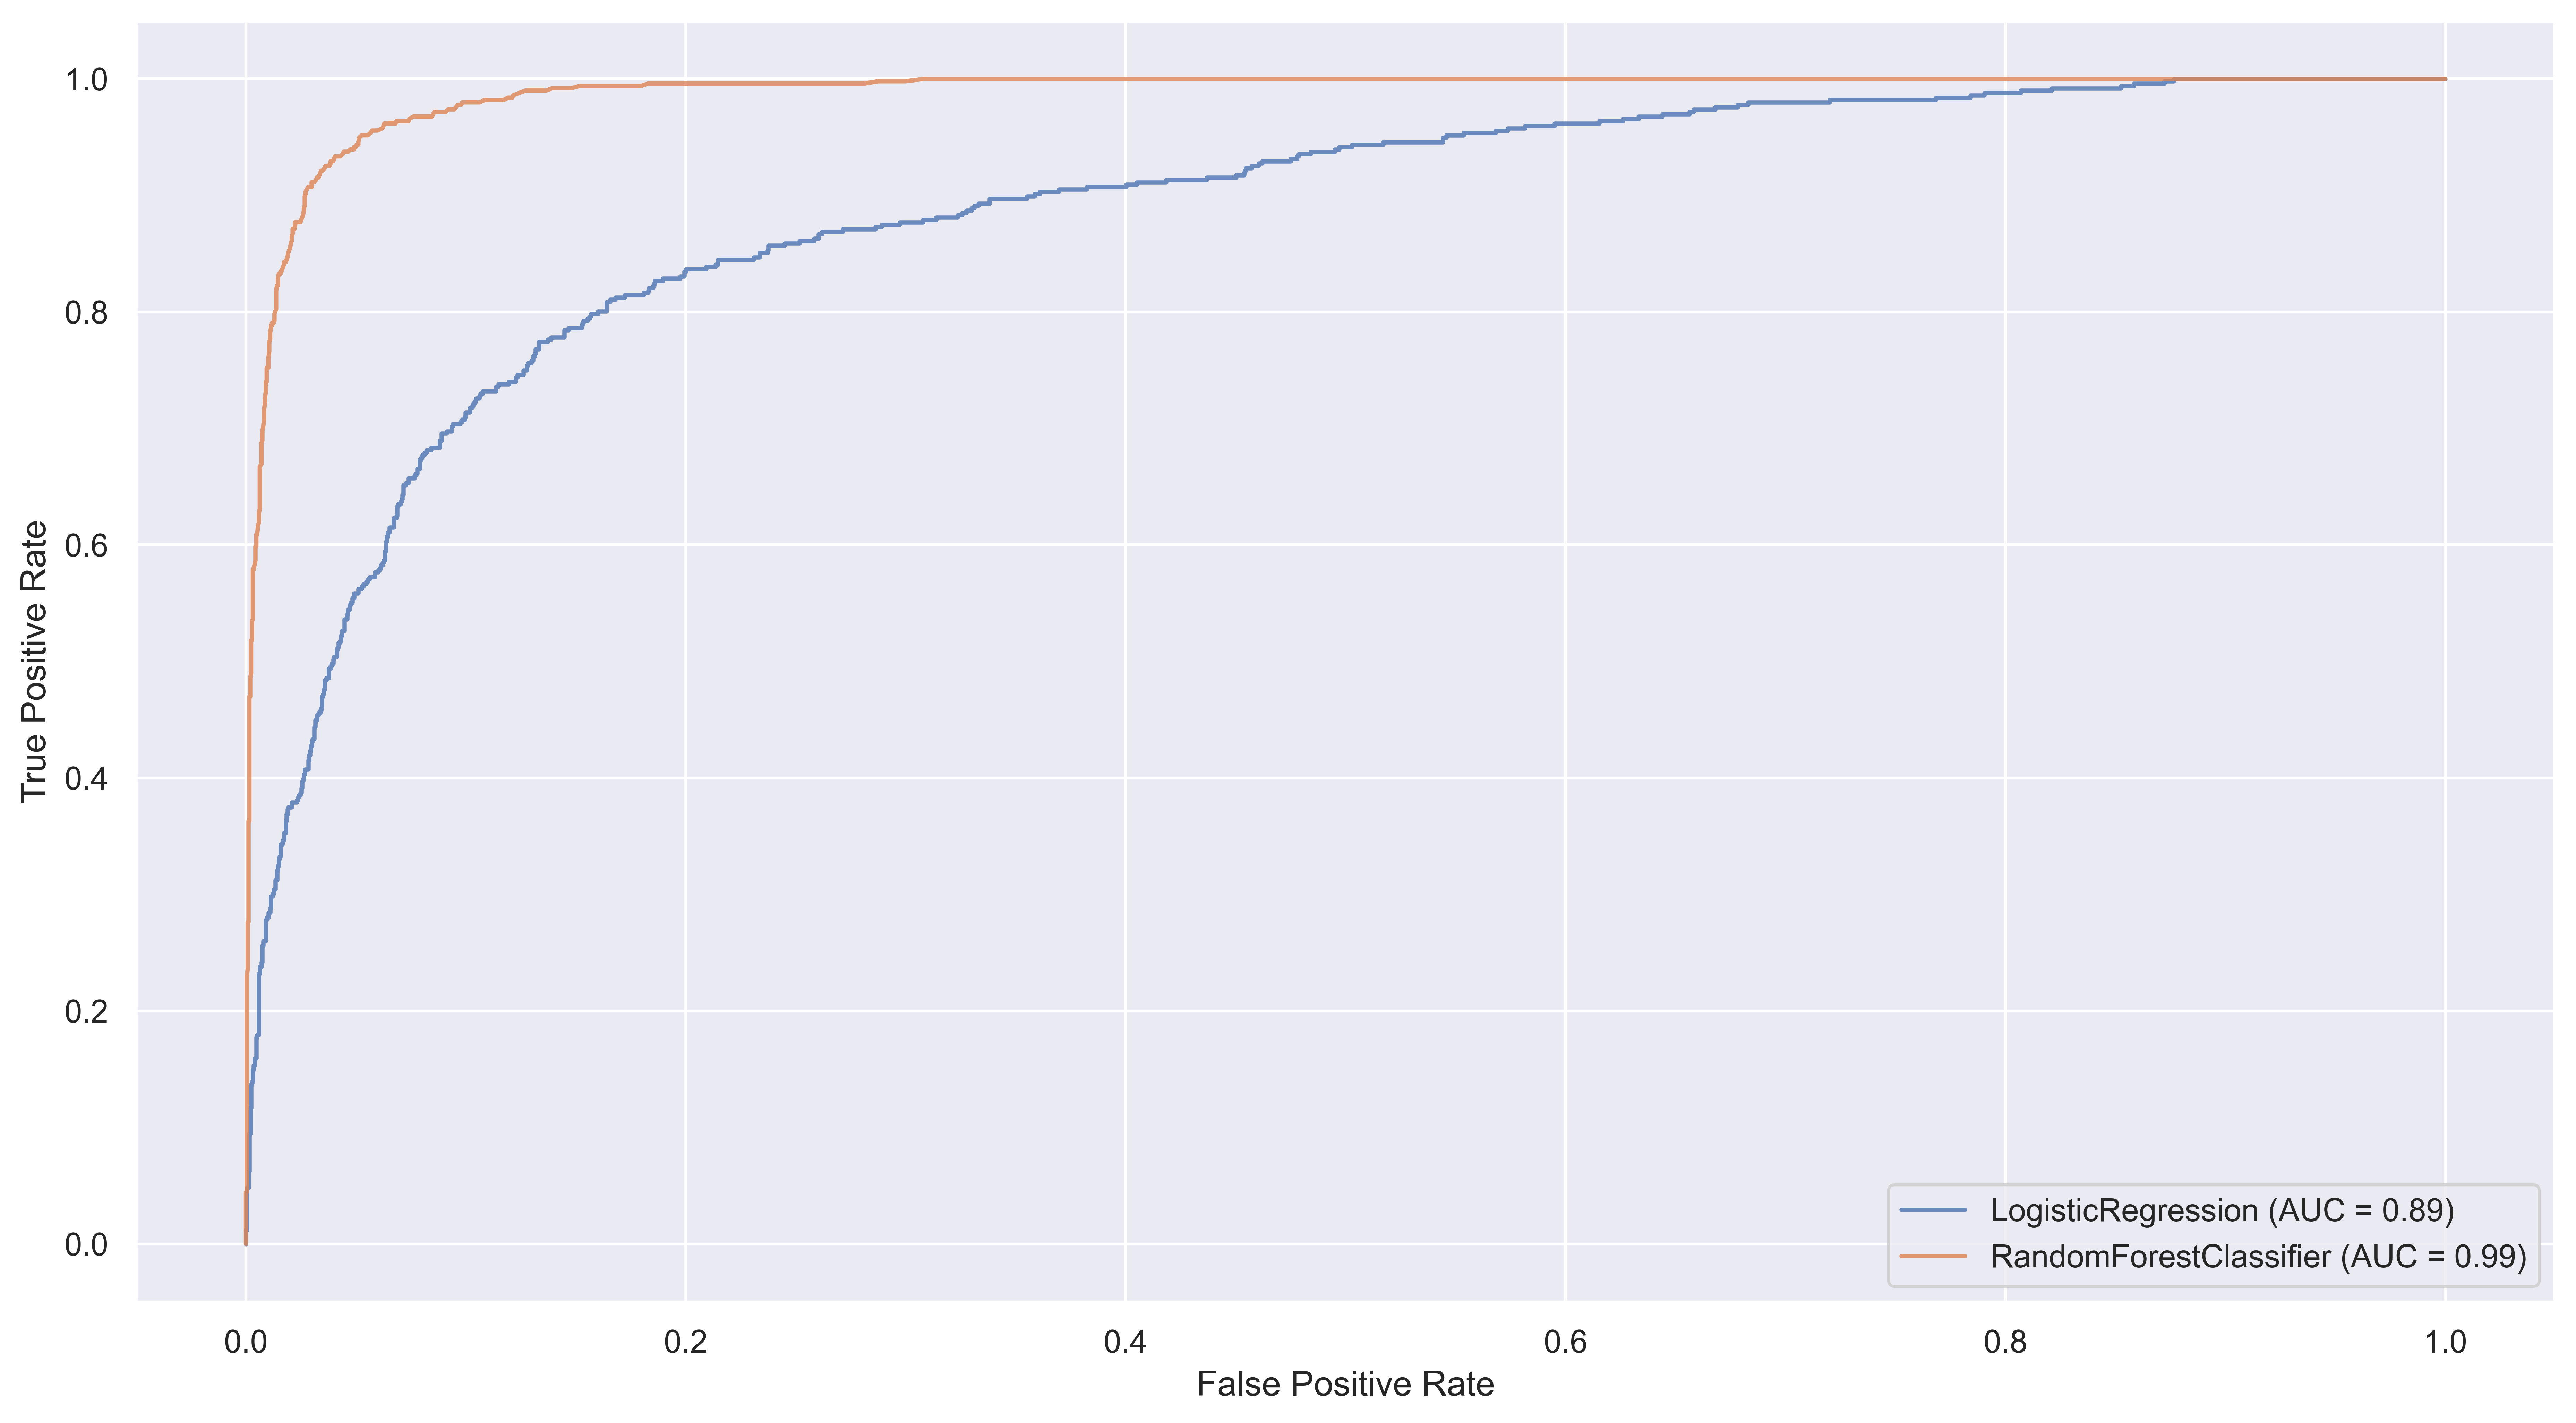 1.0
0.8
0.6
0.4
0.2
0.0
True Positive Rate
LogisticRegression (AUC = 0.89)
RandomForestClassifier (AUC = 0.99)
0.0 0.2 0.4 0.6 0.8 1.0
False Positive Rate